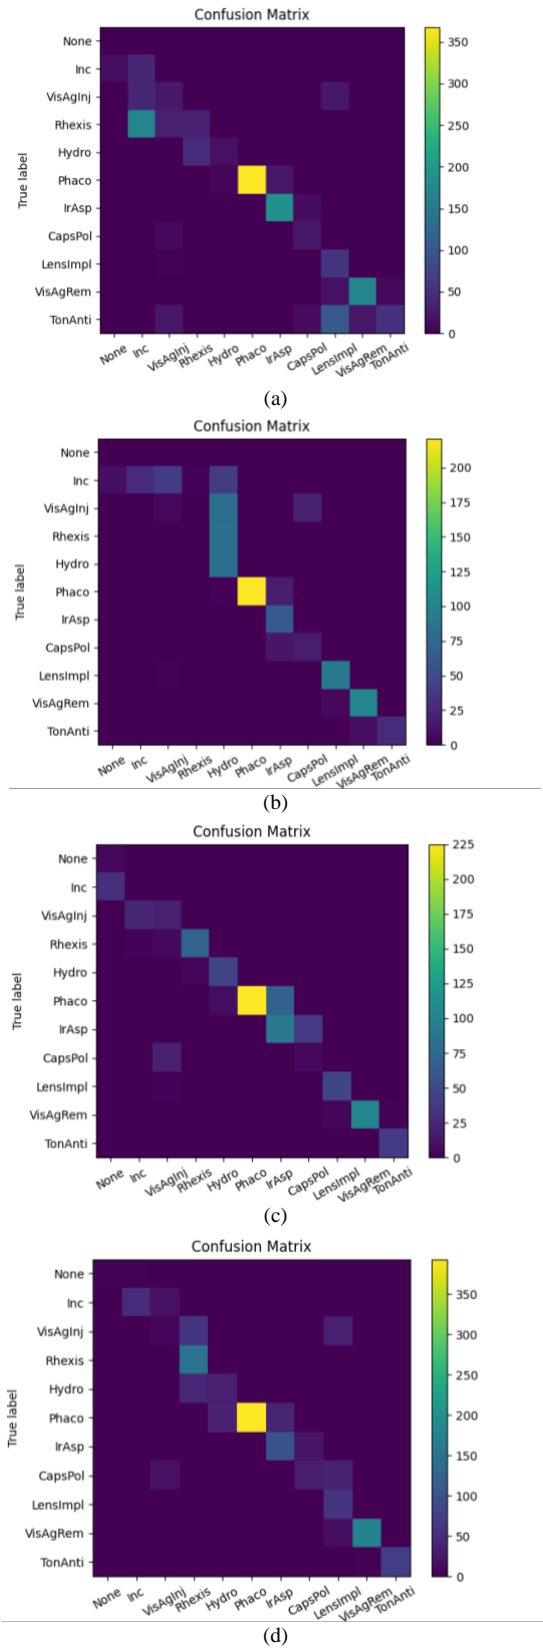 Confusion Matrix
None
Inc
VisAgInj
Rhexis
Hydro
Phaco
IrAsp
CapsPol
LensImpl
VisAgRem
TonAnti
True label
None Inc VisAgInj Rhexis Hydro Phaco IrAsp CapsPol LensImpl VisAgRem TonAnti
350
300
250
200
150
100
50
0
(a)
Confusion Matrix
None
Inc
VisAgInj
Rhexis
Hydro
Phaco
IrAsp
CapsPol
LensImpl
VisAgRem
TonAnti
True label
None Inc VisAgInj Rhexis Hydro Phaco IrAsp CapsPol LensImpl VisAgRem TonAnti
200
175
150
125
100
75
50
25
0
(b)
Confusion Matrix
None
Inc
VisAgInj
Rhexis
Hydro
Phaco
IrAsp
CapsPol
LensImpl
VisAgRem
TonAnti
True label
None Inc VisAgInj Rhexis Hydro Phaco IrAsp CapsPol LensImpl VisAgRem TonAnti
225
200
175
150
125
100
75
50
25
0
(c)
Confusion Matrix
None
Inc
VisAgInj
Rhexis
Hydro
Phaco
IrAsp
CapsPol
LensImpl
VisAgRem
TonAnti
True label
None Inc VisAgInj Rhexis Hydro Phaco IrAsp CapsPol LensImpl VisAgRem TonAnti
350
300
250
200
150
100
50
0
(d)